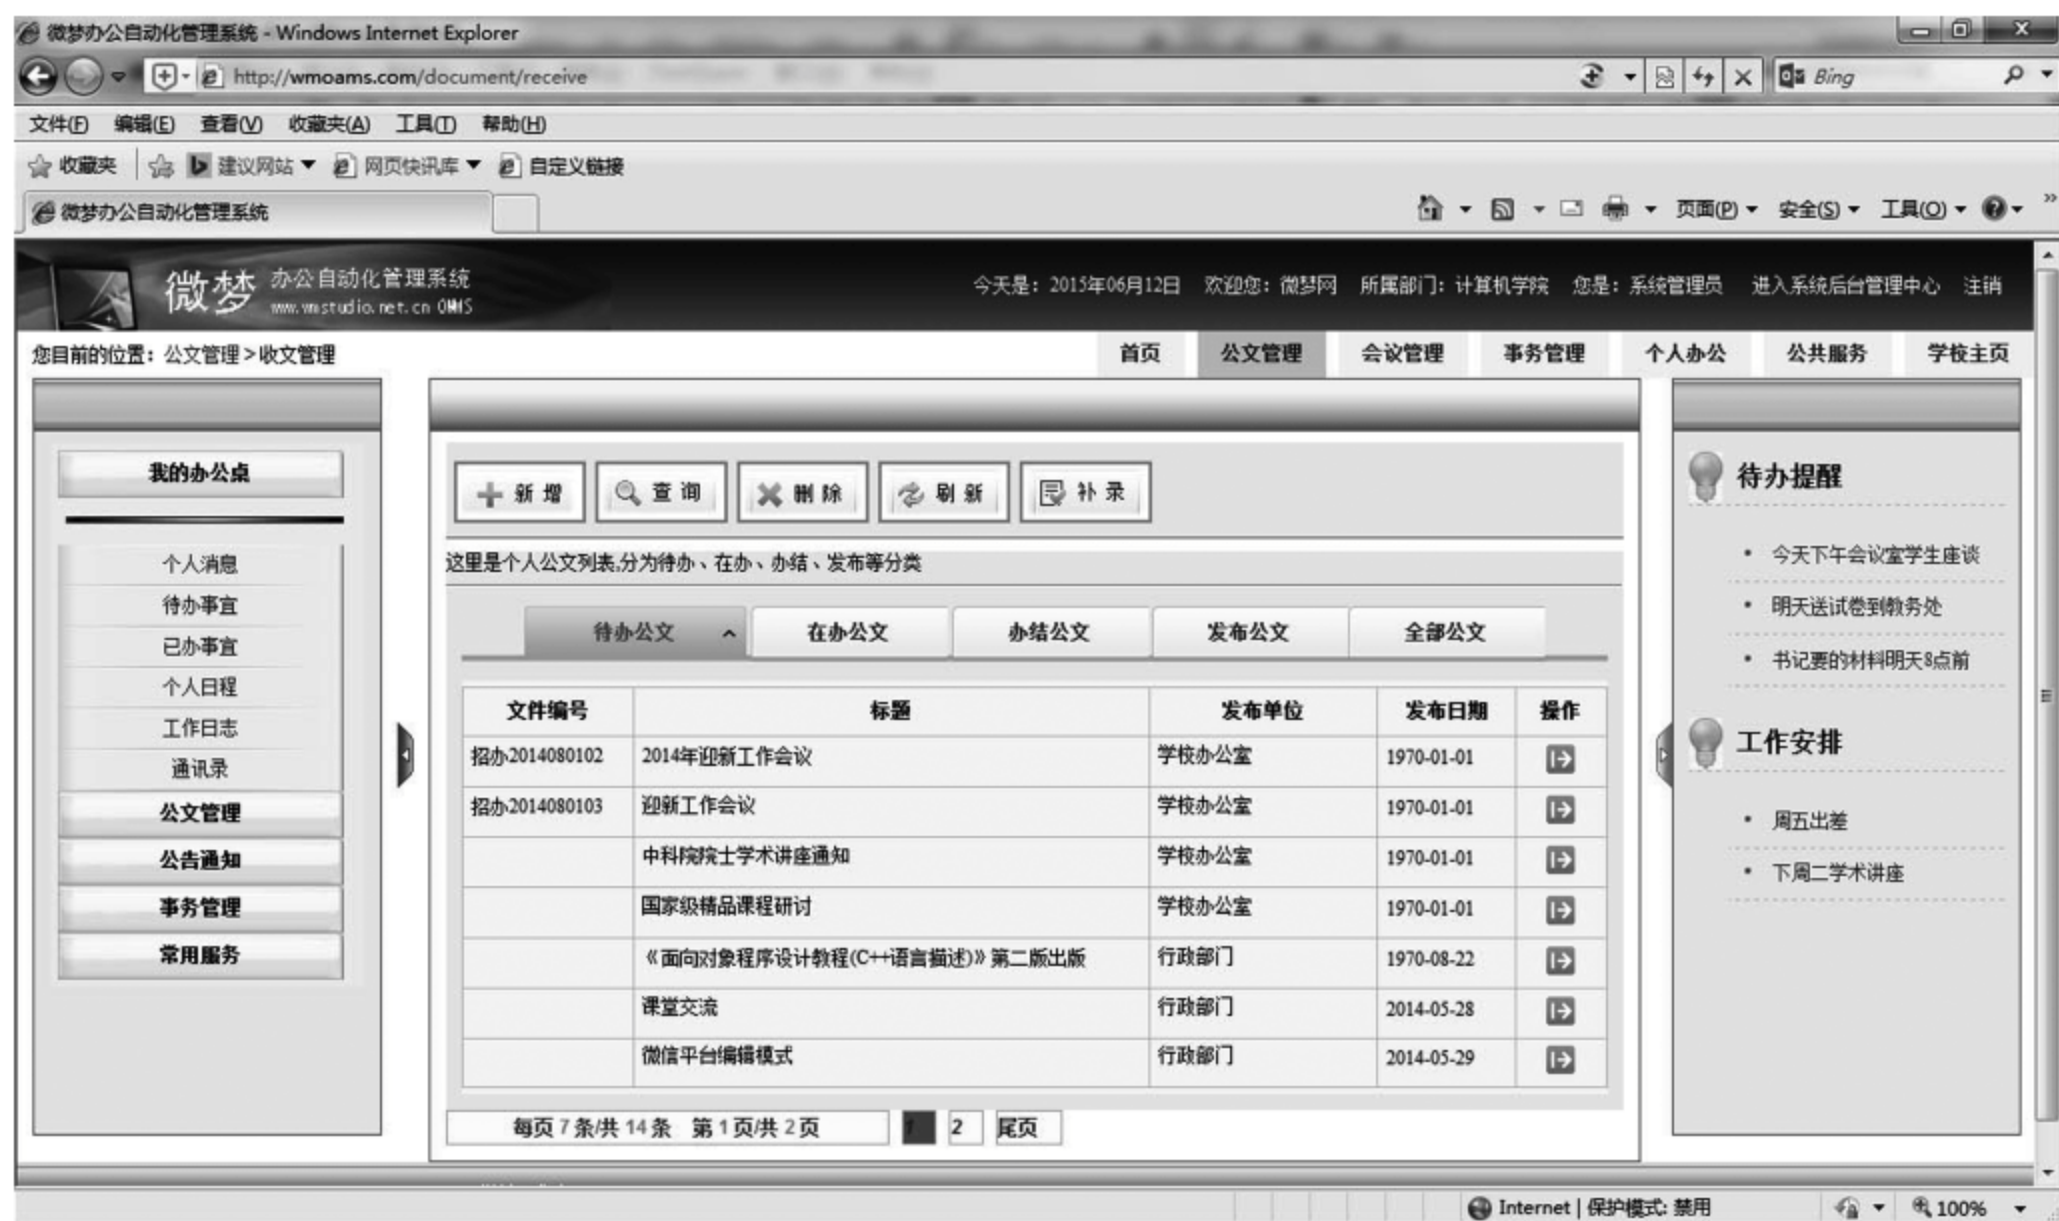 微梦办公自动化管理系统 - Windows Internet Explorer
http://wmoams.com/document/receive
Bing
文件(F) 编辑(E) 查看(V) 收藏夹(A) 工具(T) 帮助(H)
收藏夹 建议网站 网页快讯库 自定义链接
微梦办公自动化管理系统
页面(P) 安全(S) 工具(O)
微梦 办公自动化管理系统
www.wmstudio.net.cn OMMS
今天是：2015年06月12日 欢迎您：微梦网 所属部门：计算机学院 您是：系统管理员 进入系统后台管理中心 注销
您目前的位置：公文管理>收文管理
首页 公文管理 会议管理 事务管理 个人办公 公共服务 学校主页
我的办公桌
个人消息
待办事宜
已办事宜
个人日程
工作日志
通讯录
公文管理
公告通知
事务管理
常用服务
新增 查询 删除 刷新 补录
这里是个人公文列表,分为待办、在办、办结、发布等分类
待办公文 在办公文 办结公文 发布公文 全部公文
文件编号 标题 发布单位 发布日期 操作
招办2014080102 2014年迎新工作会议 学校办公室 1970-01-01
招办2014080103 迎新工作会议 学校办公室 1970-01-01
中科院院士学术讲座通知 学校办公室 1970-01-01
国家级精品课程研讨 学校办公室 1970-01-01
《面向对象程序设计教程(C++语言描述)》第二版出版 行政部门 1970-08-22
课堂交流 行政部门 2014-05-28
微信平台编辑模式 行政部门 2014-05-29
每页 7 条/共 14 条 第 1 页/共 2 页 1 2 尾页
待办提醒
• 今天下午会议室学生座谈
• 明天送试卷到教务处
• 书记要的材料明天8点前
工作安排
• 周五出差
• 下周二学术讲座
Internet | 保护模式: 禁用
100%